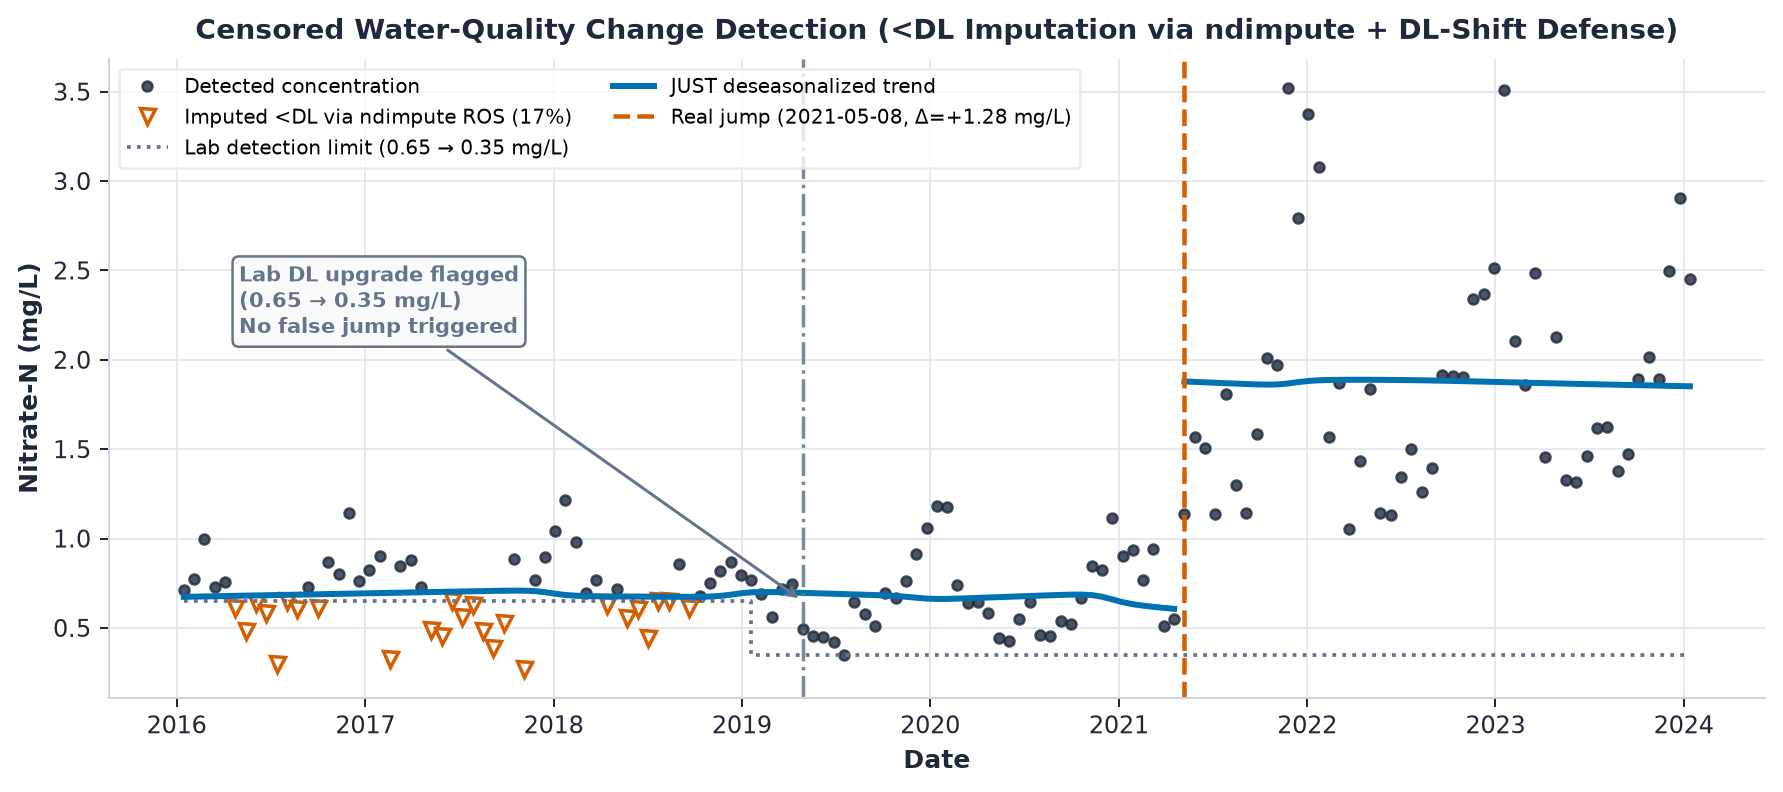 Censored Water-Quality Change Detection (<DL Imputation via ndimpute + DL-Shift Defense)
Detected concentration
Imputed <DL via ndimpute ROS (17%)
Lab detection limit (0.65 → 0.35 mg/L)
JUST deseasonalized trend
Real jump (2021-05-08, Δ=+1.28 mg/L)
Lab DL upgrade flagged
(0.65 → 0.35 mg/L)
No false jump triggered
Nitrate-N (mg/L)
3.5
3.0
2.5
2.0
1.5
1.0
0.5
2016 2017 2018 2019 2020 2021 2022 2023 2024
Date